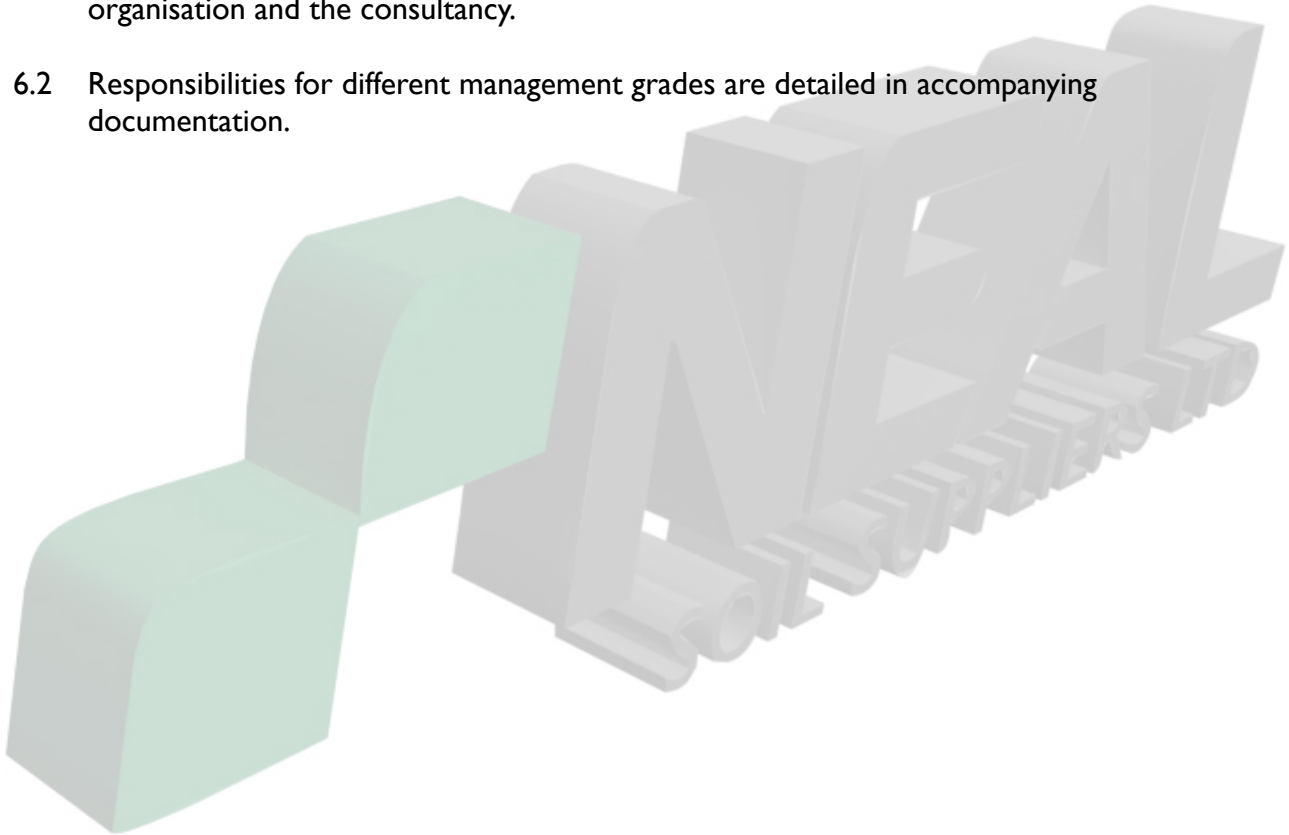 organisation and the consultancy.
6.2 Responsibilities for different management grades are detailed in accompanying
documentation.
NEAL
SOIL SUPPLIERS LTD